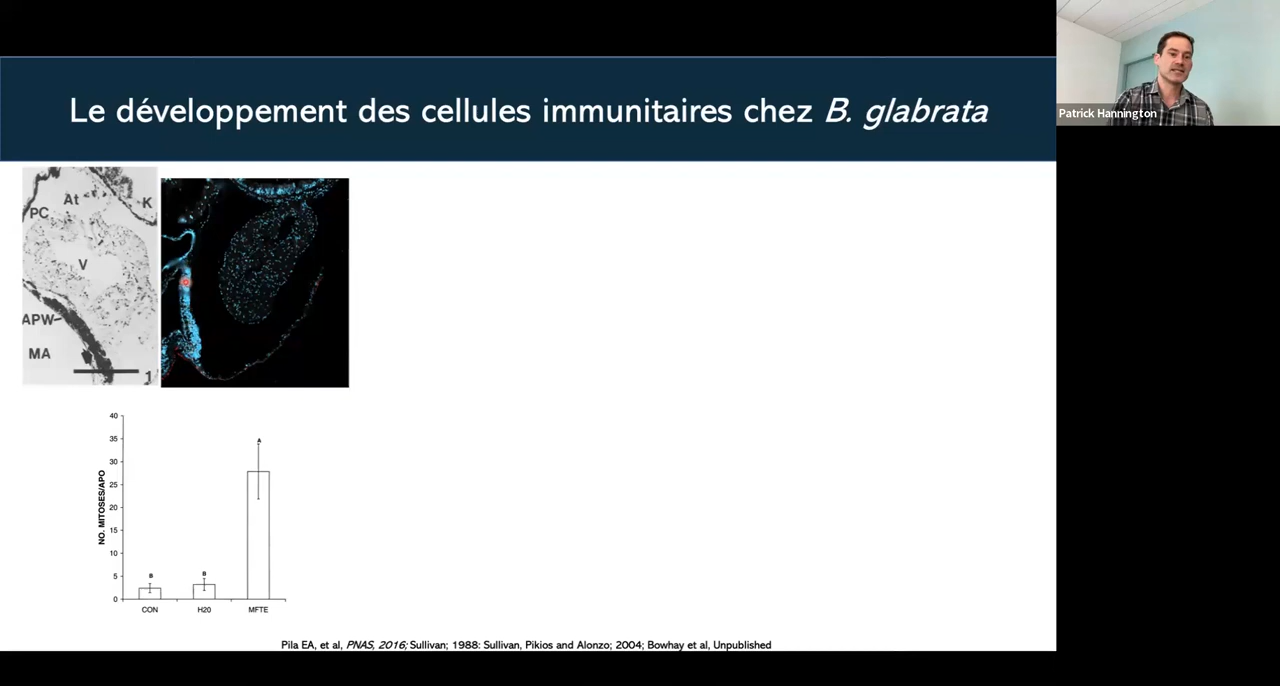 Le développement des cellules immunitaires chez B. glabrata
Patrick Hannington
At
K
PC
V
APW
MA
1
40
35
30
25
20
15
10
5
0
NO. MITOSES/APO
B
B
A
CON
H20
MFTE
Pila EA, et al, PNAS, 2016; Sullivan; 1988: Sullivan, Pikios and Alonzo; 2004; Bowhay et al, Unpublished